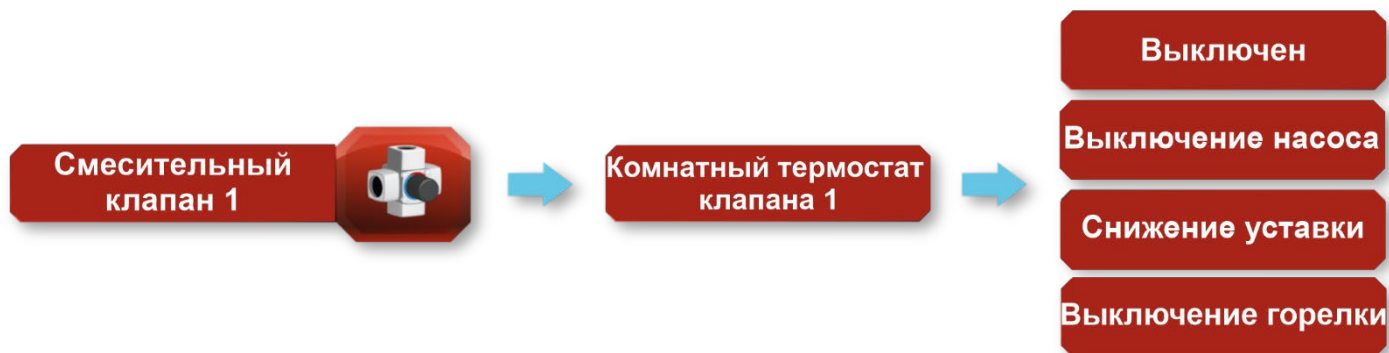 Смесительный
клапан 1
Комнатный термостат
клапана 1
Выключен
Выключение насоса
Снижение уставки
Выключение горелки